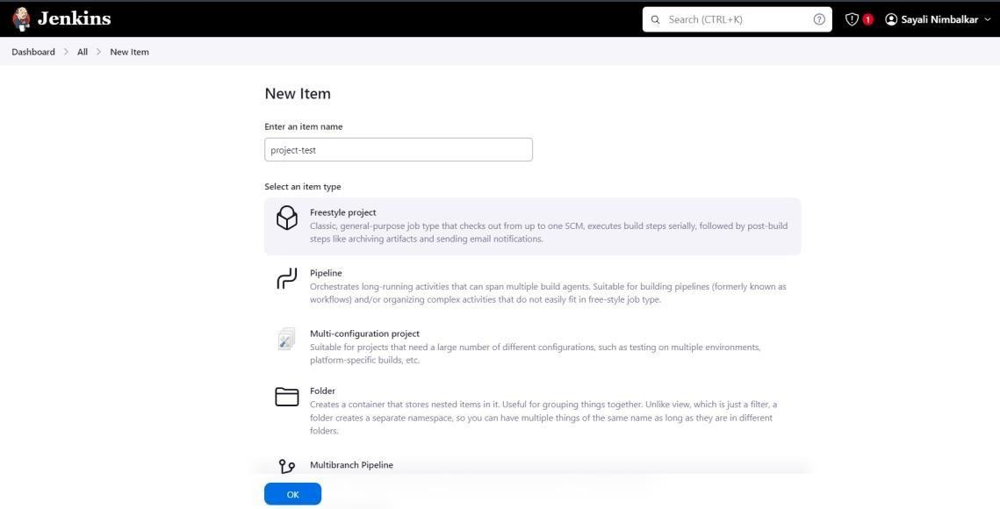 Jenkins
Search (CTRL+K)
1
Sayali Nimbalkar
Dashboard > All > New Item
New Item
Enter an item name
project-test
Select an item type
Freestyle project
Classic, general-purpose job type that checks out from up to one SCM, executes build steps serially, followed by post-build
steps like archiving artifacts and sending email notifications.
Pipeline
Orchestrates long-running activities that can span multiple build agents. Suitable for building pipelines (formerly known as
workflows) and/or organizing complex activities that do not easily fit in free-style job type.
Multi-configuration project
Suitable for projects that need a large number of different configurations, such as testing on multiple environments,
platform-specific builds, etc.
Folder
Creates a container that stores nested items in it. Useful for grouping things together. Unlike view, which is just a filter, a
folder creates a separate namespace, so you can have multiple things of the same name as long as they are in different
folders.
Multibranch Pipeline
OK